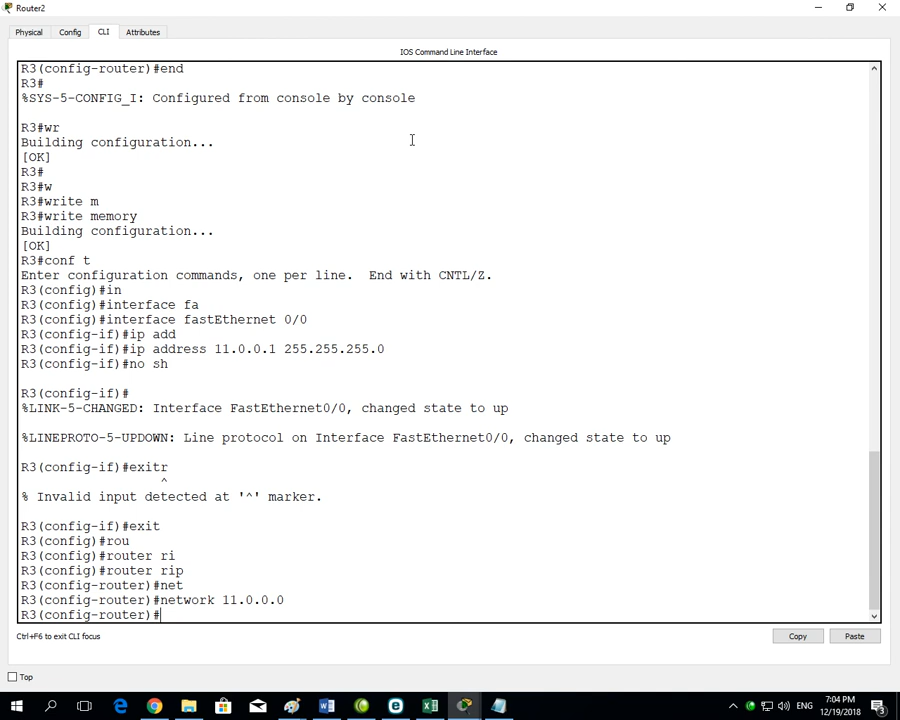 Router2
Physical Config CLI Attributes
IOS Command Line Interface
R3(config-router)#end
R3#
%SYS-5-CONFIG_I: Configured from console by console
R3#wr
Building configuration...
[OK]
R3#
R3#w
R3#write m
R3#write memory
Building configuration...
[OK]
R3#conf t
Enter configuration commands, one per line.  End with CNTL/Z.
R3(config)#in
R3(config)#interface fa
R3(config)#interface fastEthernet 0/0
R3(config-if)#ip add
R3(config-if)#ip address 11.0.0.1 255.255.255.0
R3(config-if)#no sh
R3(config-if)#
%LINK-5-CHANGED: Interface FastEthernet0/0, changed state to up
%LINEPROTO-5-UPDOWN: Line protocol on Interface FastEthernet0/0, changed state to up
R3(config-if)#exitr
^
% Invalid input detected at '^' marker.
R3(config-if)#exit
R3(config)#rou
R3(config)#router ri
R3(config)#router rip
R3(config-router)#net
R3(config-router)#network 11.0.0.0
R3(config-router)#
Ctrl+F6 to exit CLI focus
Copy Paste
Top
ENG
7:04 PM
12/19/2018
3